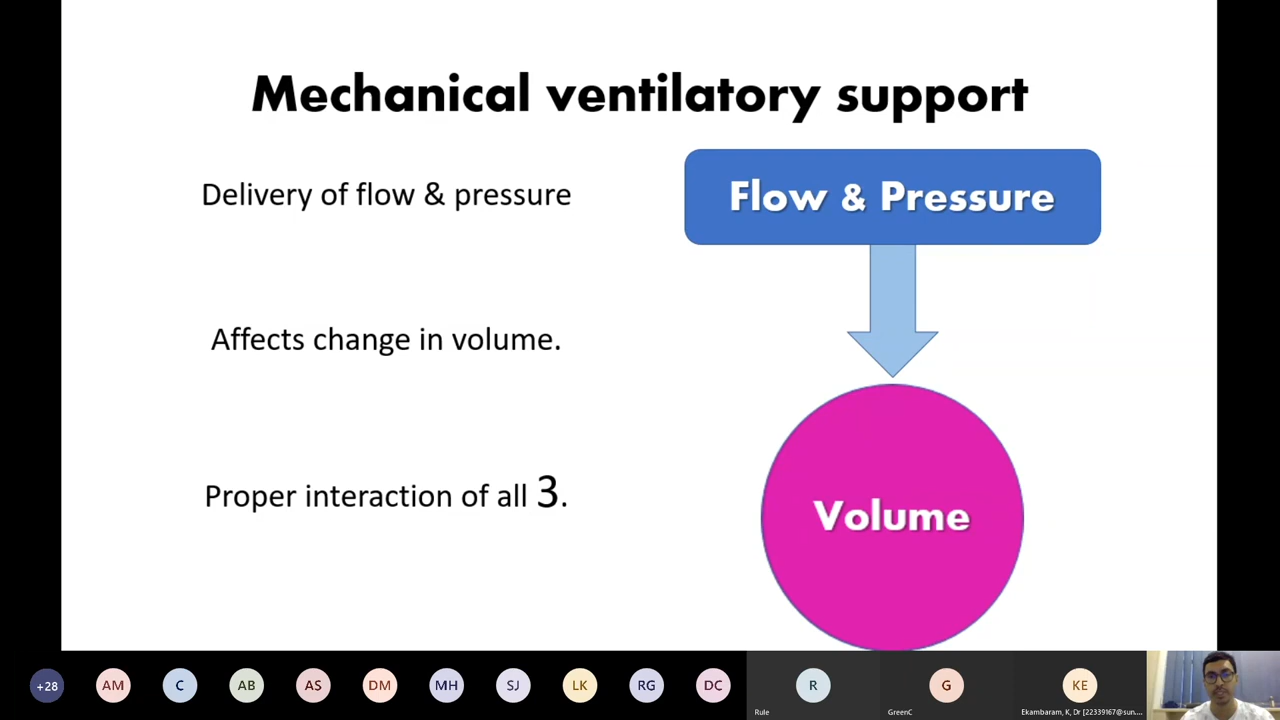 Mechanical ventilatory support
Delivery of flow & pressure
Flow & Pressure
Affects change in volume.
Proper interaction of all 3.
Volume
+28
AM
C
AB
AS
DM
MH
SJ
LK
RG
DC
R
G
KE
Rule
GreenC
Ekambaram, K, Dr [22339167@sun....